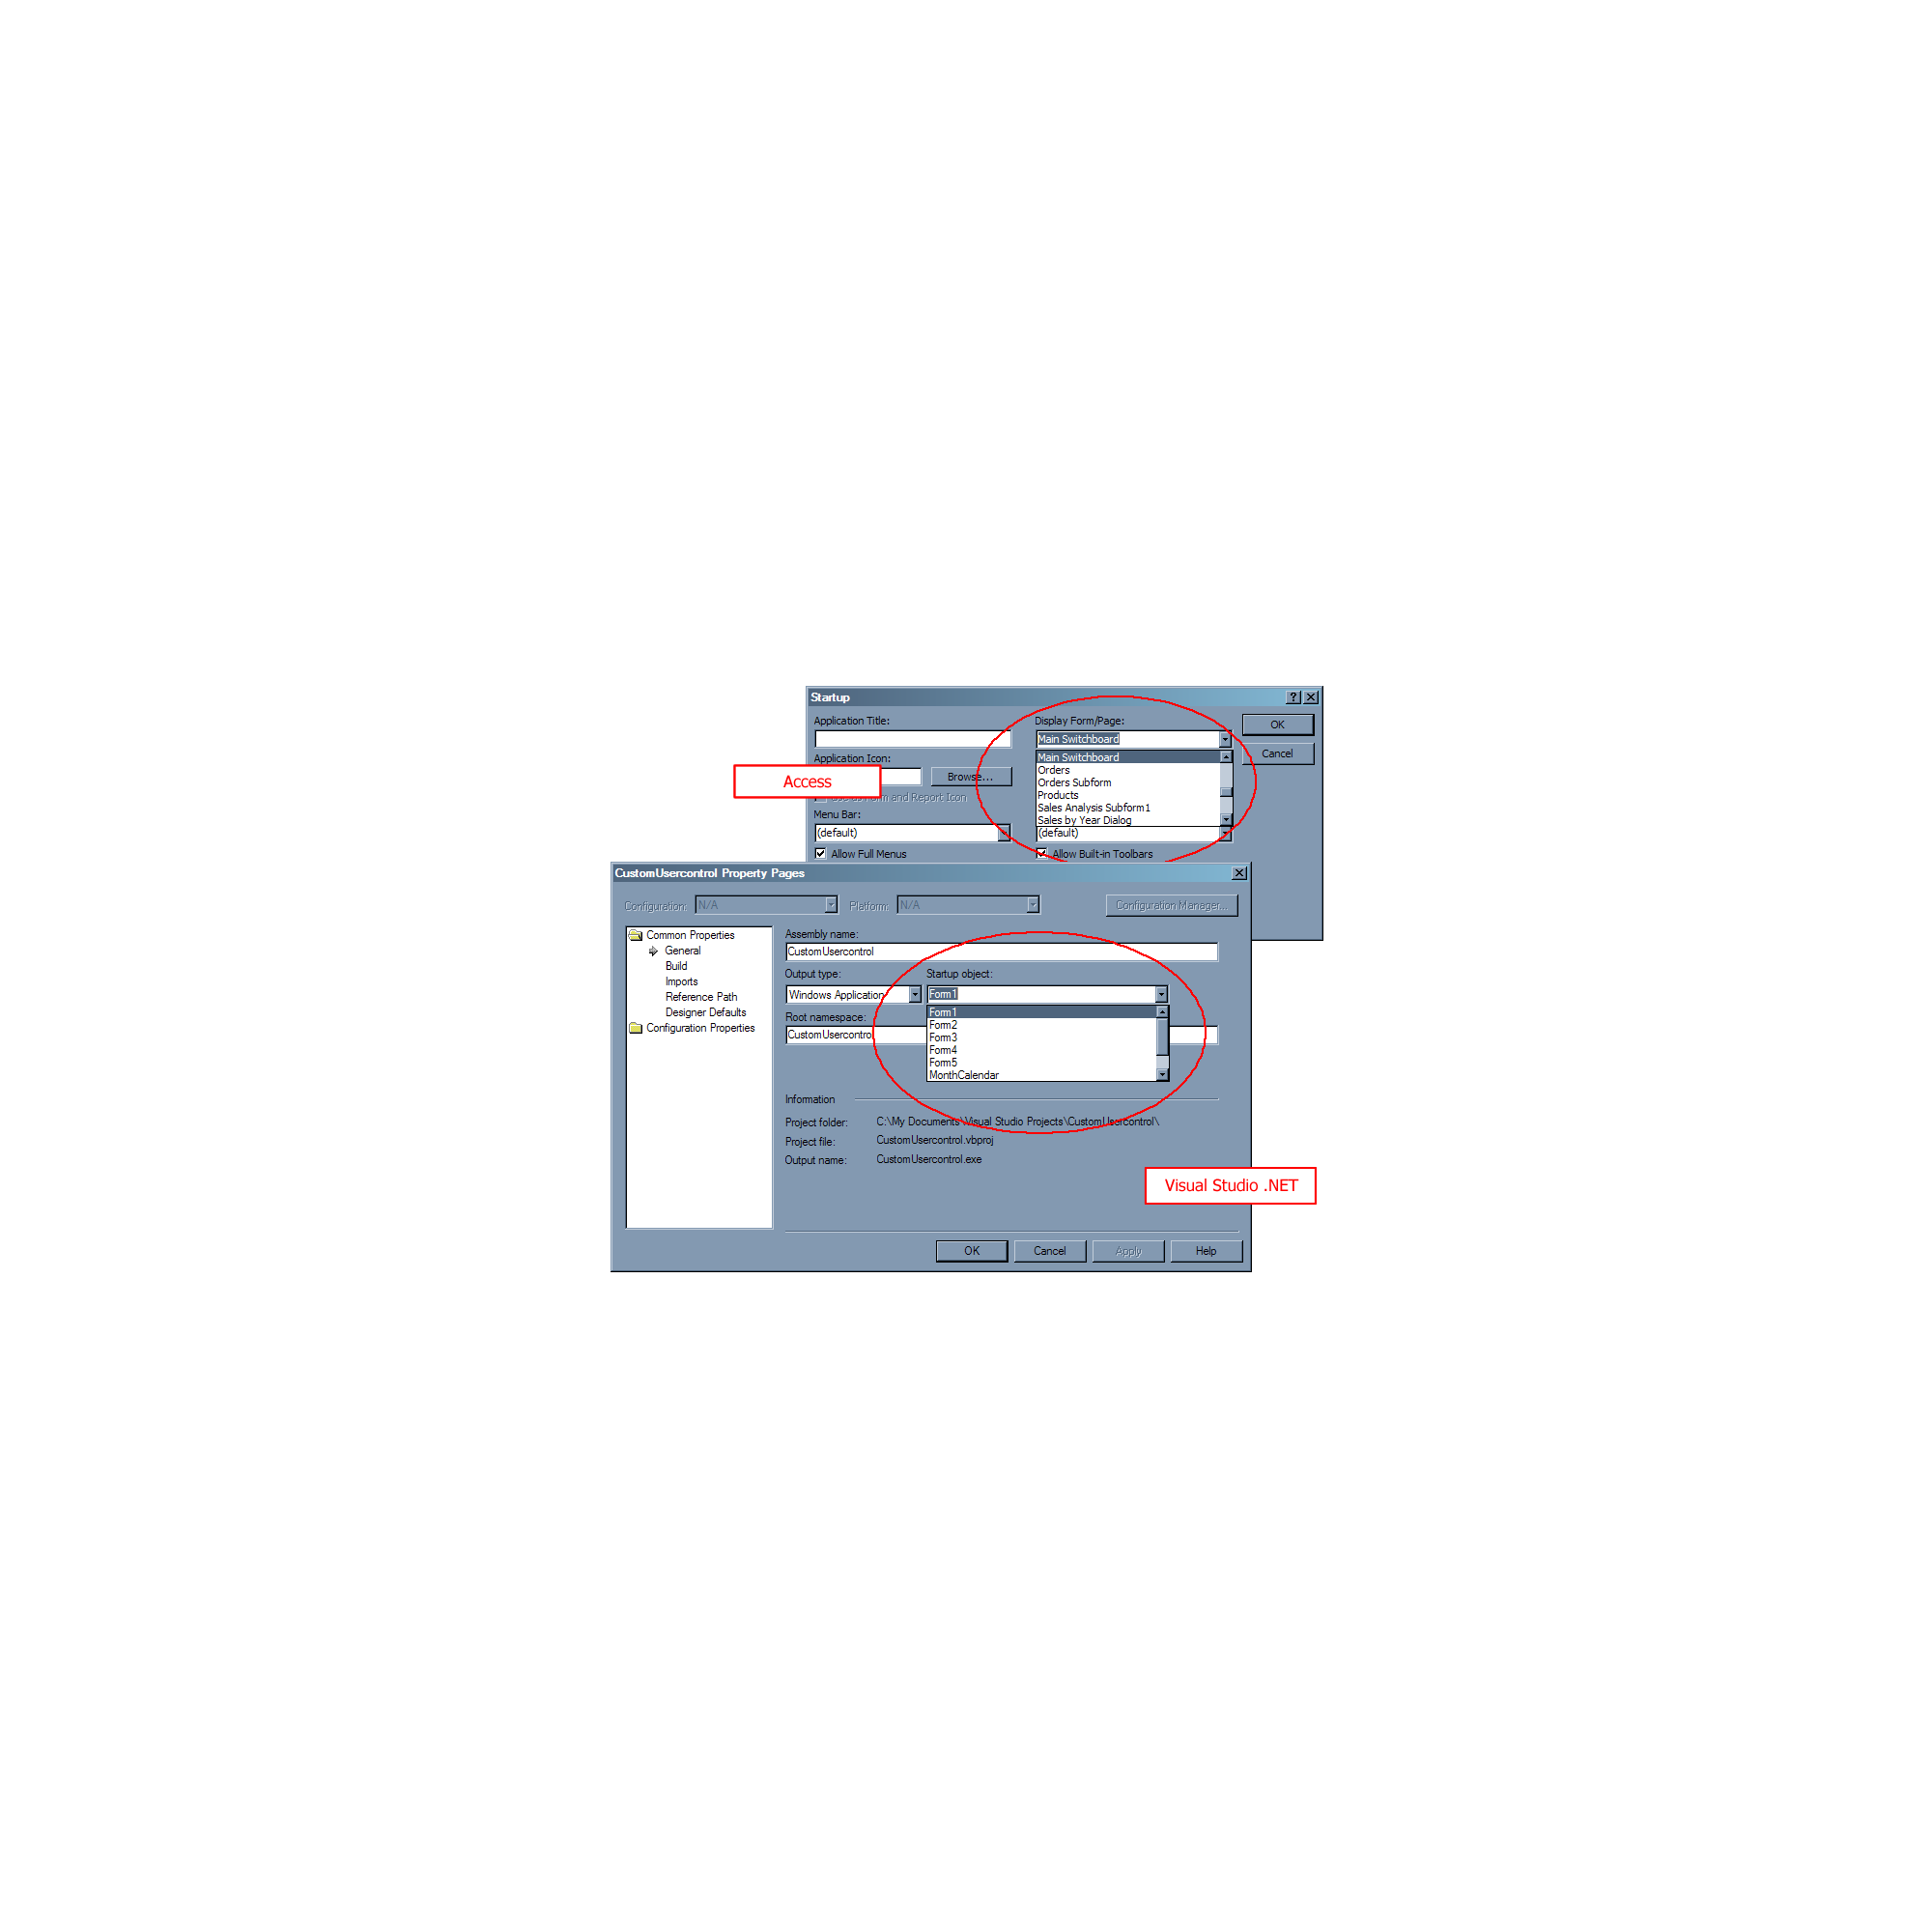 Startup
Application Title:
Display Form/Page:
OK
Main Switchboard
Cancel
Application Icon:
Main Switchboard
Orders
Browse...
Access
Orders Subform
Products
m and Report Icon
Sales Analysis Subform1
Menu Bar:
Sales by Year Dialog
(default)
(default)
Allow Full Menus
Allow Built-in Toolbars
CustomUsercontrol Property Pages
Configuration: N/A
Platform: N/A
Configuration Manager...
Common Properties
General
Build
Imports
Reference Path
Designer Defaults
Configuration Properties
Assembly name:
CustomUsercontrol
Output type:
Startup object:
Windows Application
Form1
Root namespace:
CustomUsercontrol
Form1
Form2
Form3
Form4
Form5
MonthCalendar
Information
Project folder: C:\My Documents\Visual Studio Projects\CustomUsercontrol\
Project file: CustomUsercontrol.vbproj
Output name: CustomUsercontrol.exe
Visual Studio .NET
OK
Cancel
Apply
Help